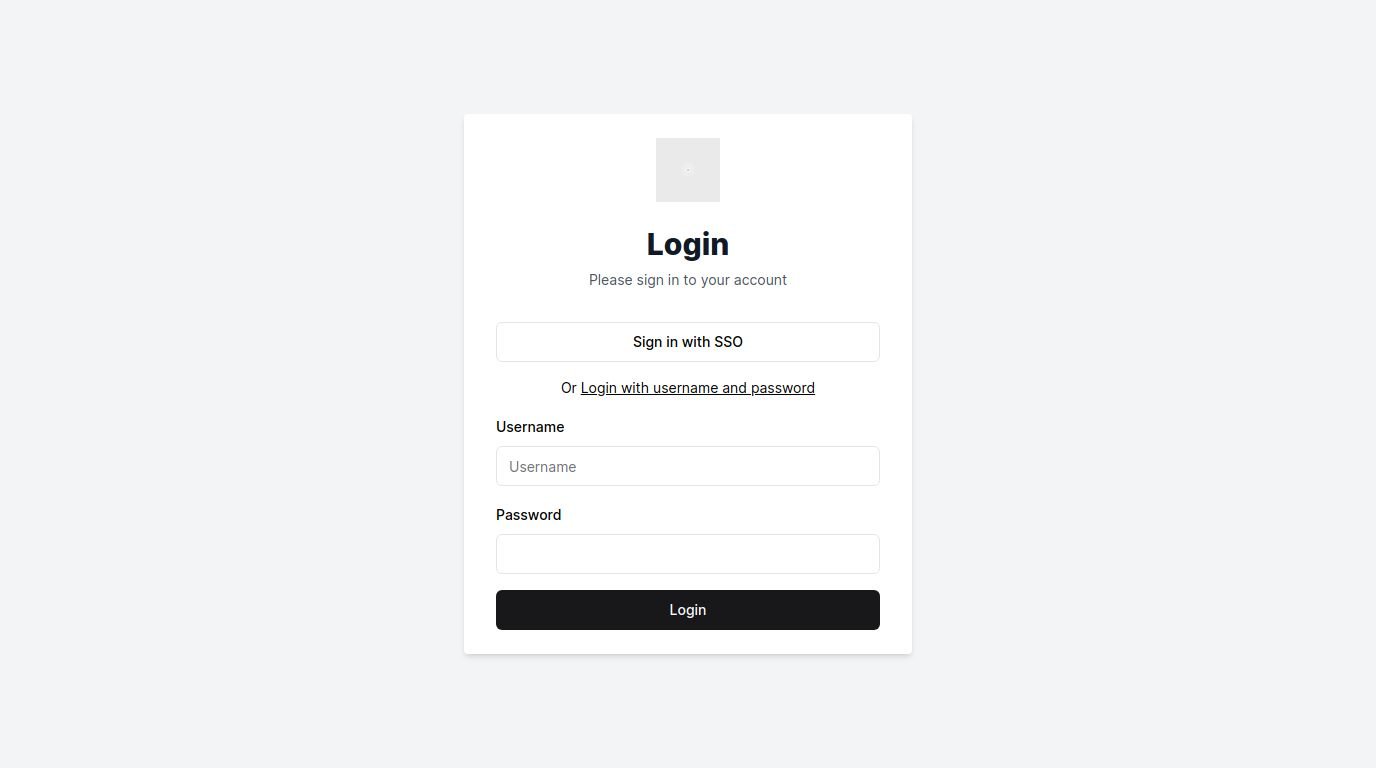 Login
Please sign in to your account
Sign in with SSO
Or Login with username and password
Username
Username
Password
Login